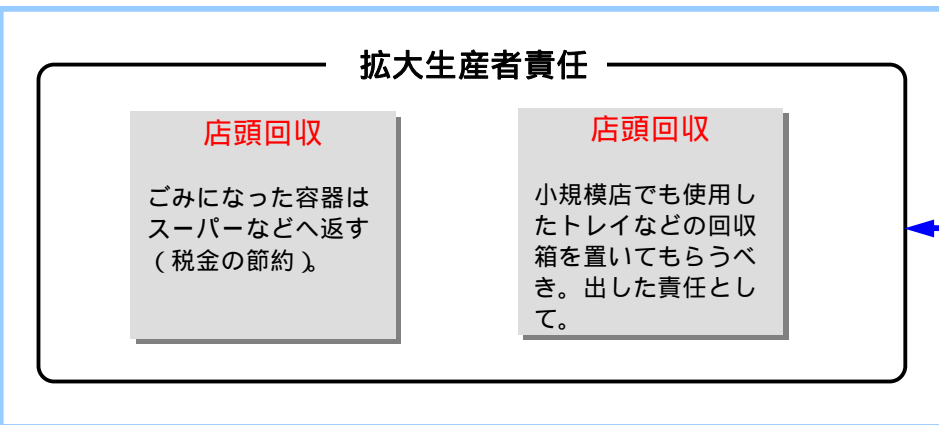 拡大生産者責任
店頭回収
ごみになった容器は
スーパーなどへ返す
（税金の節約）。
店頭回収
小規模店でも使用し
たトレイなどの回収
箱を置いてもらうべ
き。出した責任とし
て。